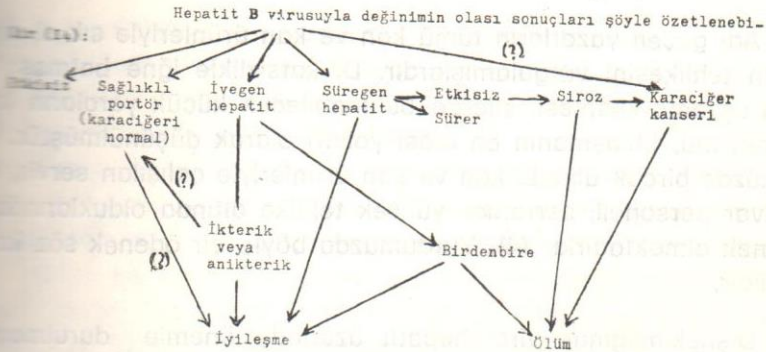 Hepatit B virusuyla değinimin olası sonuçları şöyle özetlenebi-
(?)
Sağlıklı İvegen Süregen Etkisiz Siroz Karaciğer
portör hepatit hepatit Sürer kanseri
(karaciğeri
normal)
(?)
İkterik
(?) veya Birdenbire
anikterik
İyileşme Ölüm